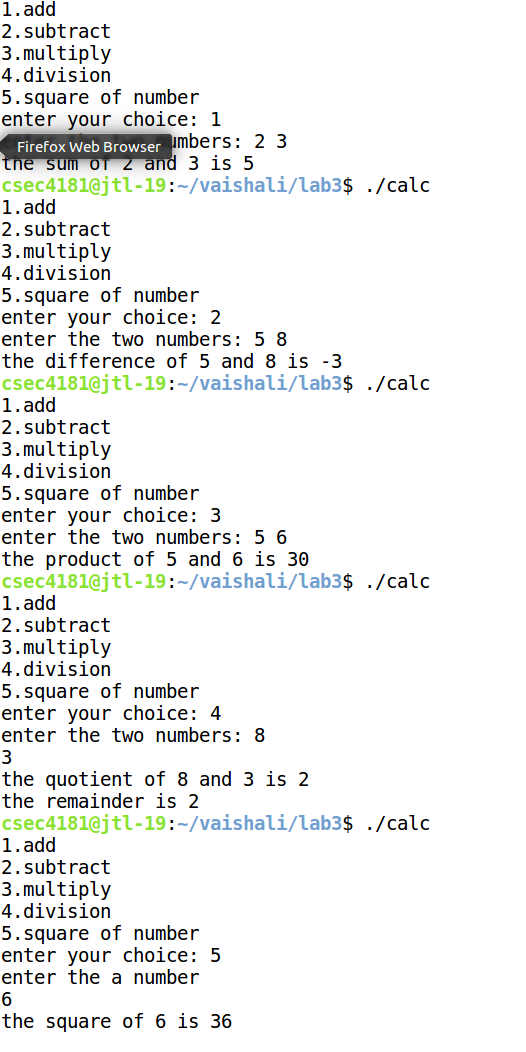 1.add
2.subtract
3.multiply
4.division
5.square of number
enter your choice: 1
numbers: 2 3
Firefox Web Browser
the sum of 2 and 3 is 5
csec4181@jtl-19:~/vaishali/lab3$ ./calc
1.add
2.subtract
3.multiply
4.division
5.square of number
enter your choice: 2
enter the two numbers: 5 8
the difference of 5 and 8 is -3
csec4181@jtl-19:~/vaishali/lab3$ ./calc
1.add
2.subtract
3.multiply
4.division
5.square of number
enter your choice: 3
enter the two numbers: 5 6
the product of 5 and 6 is 30
csec4181@jtl-19:~/vaishali/lab3$ ./calc
1.add
2.subtract
3.multiply
4.division
5.square of number
enter your choice: 4
enter the two numbers: 8
3
the quotient of 8 and 3 is 2
the remainder is 2
csec4181@jtl-19:~/vaishali/lab3$ ./calc
1.add
2.subtract
3.multiply
4.division
5.square of number
enter your choice: 5
enter the a number
6
the square of 6 is 36